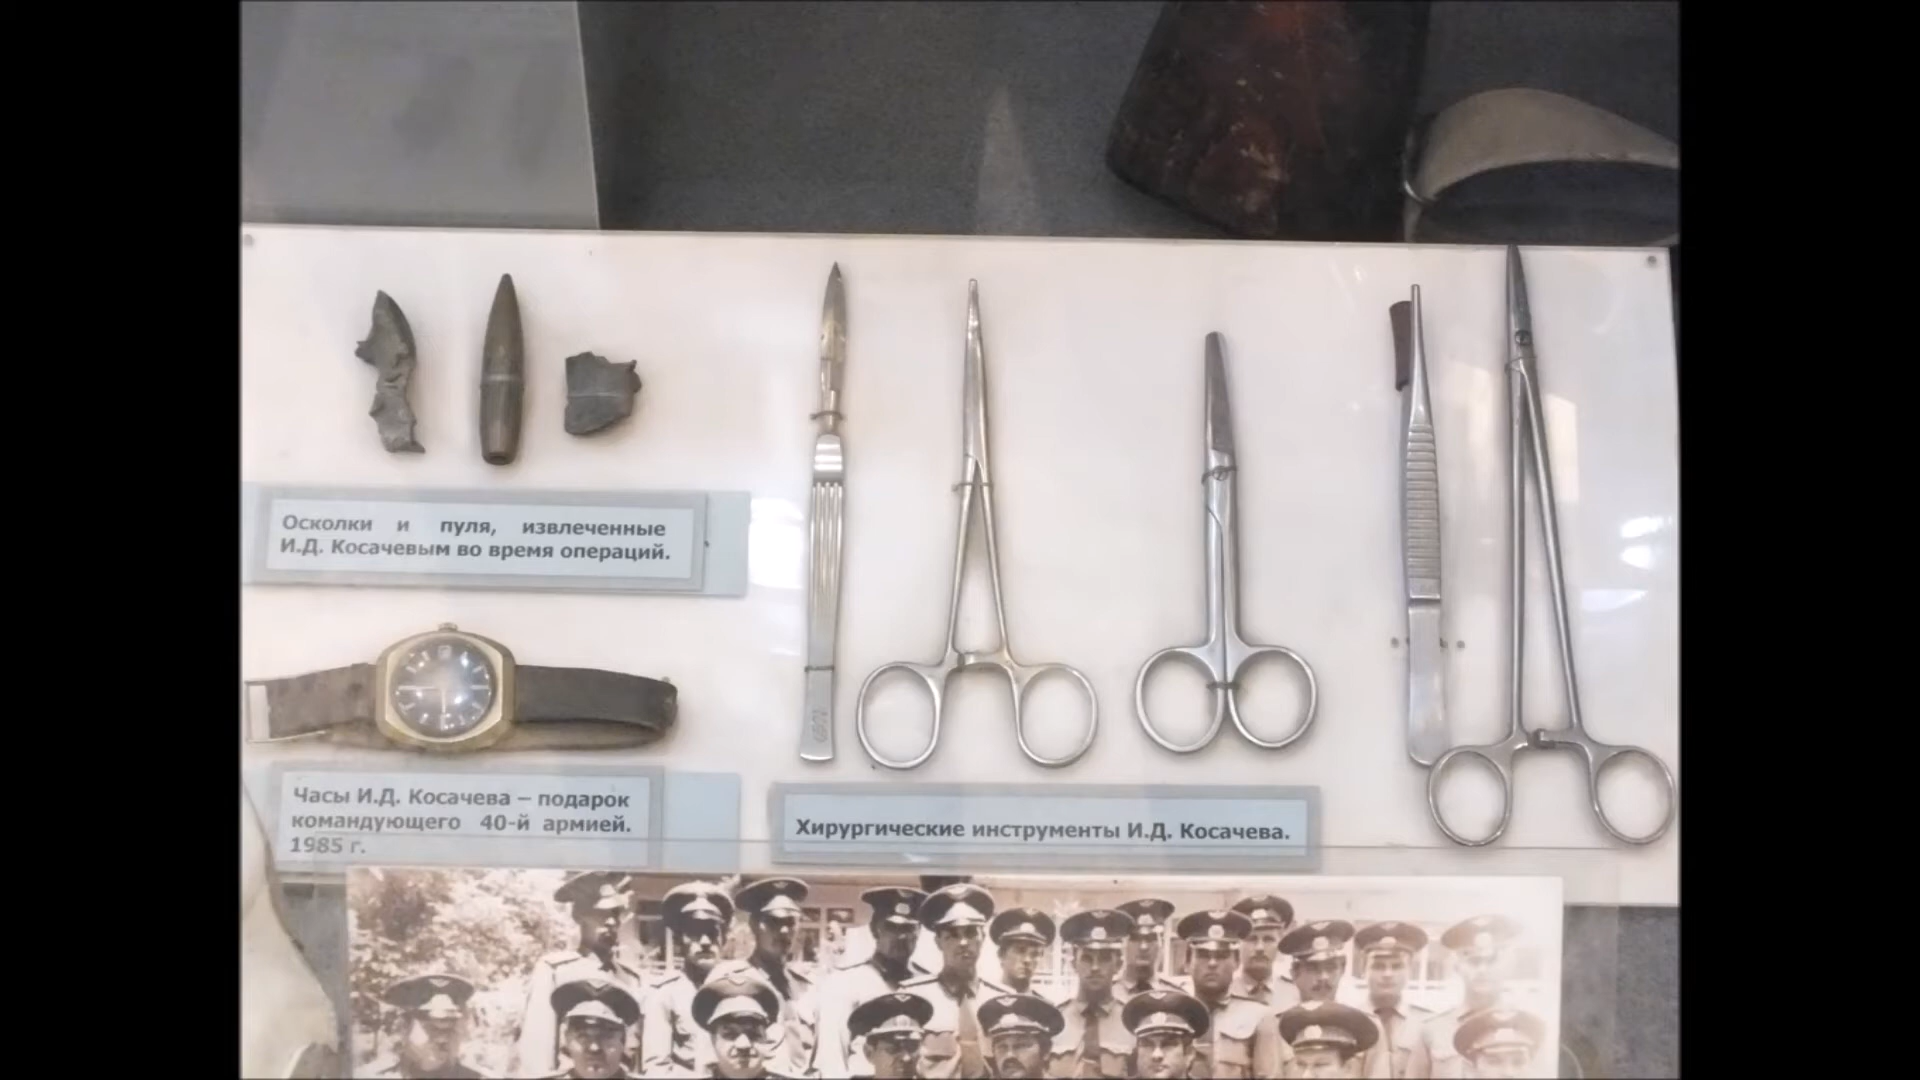 Осколки и пуля, извлеченные
И.Д. Косачевым во время операций.
Часы И.Д. Косачева – подарок
командующего 40-й армией.
1985 г.
Хирургические инструменты И.Д. Косачева.